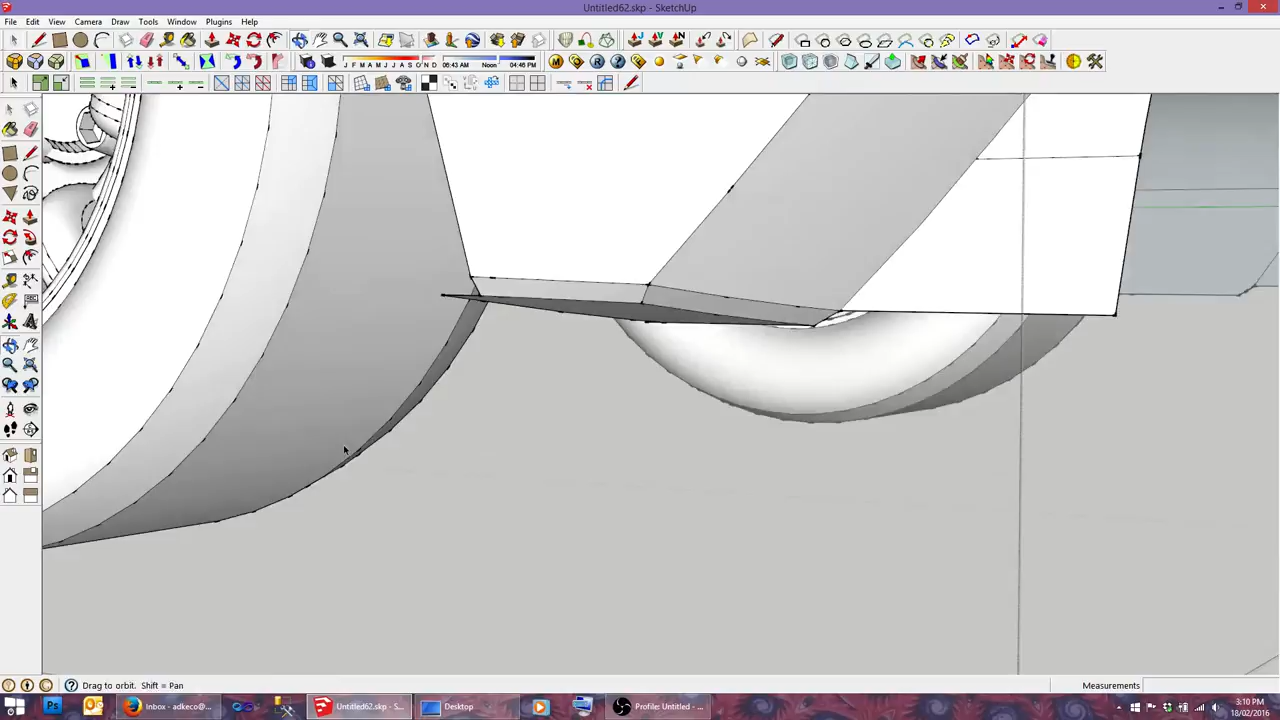 Untitled62.skp - SketchUp
File Edit View Camera Draw Tools Window Plugins Help
J F M A M J J A S O N D 06:43 AM Noon 04:46 PM
Drag to orbit. Shift = Pan
Measurements
Inbox - adkeco@...
Untitled62.skp - S...
Desktop
Profile: Untitled - ...
3:10 PM
18/02/2016